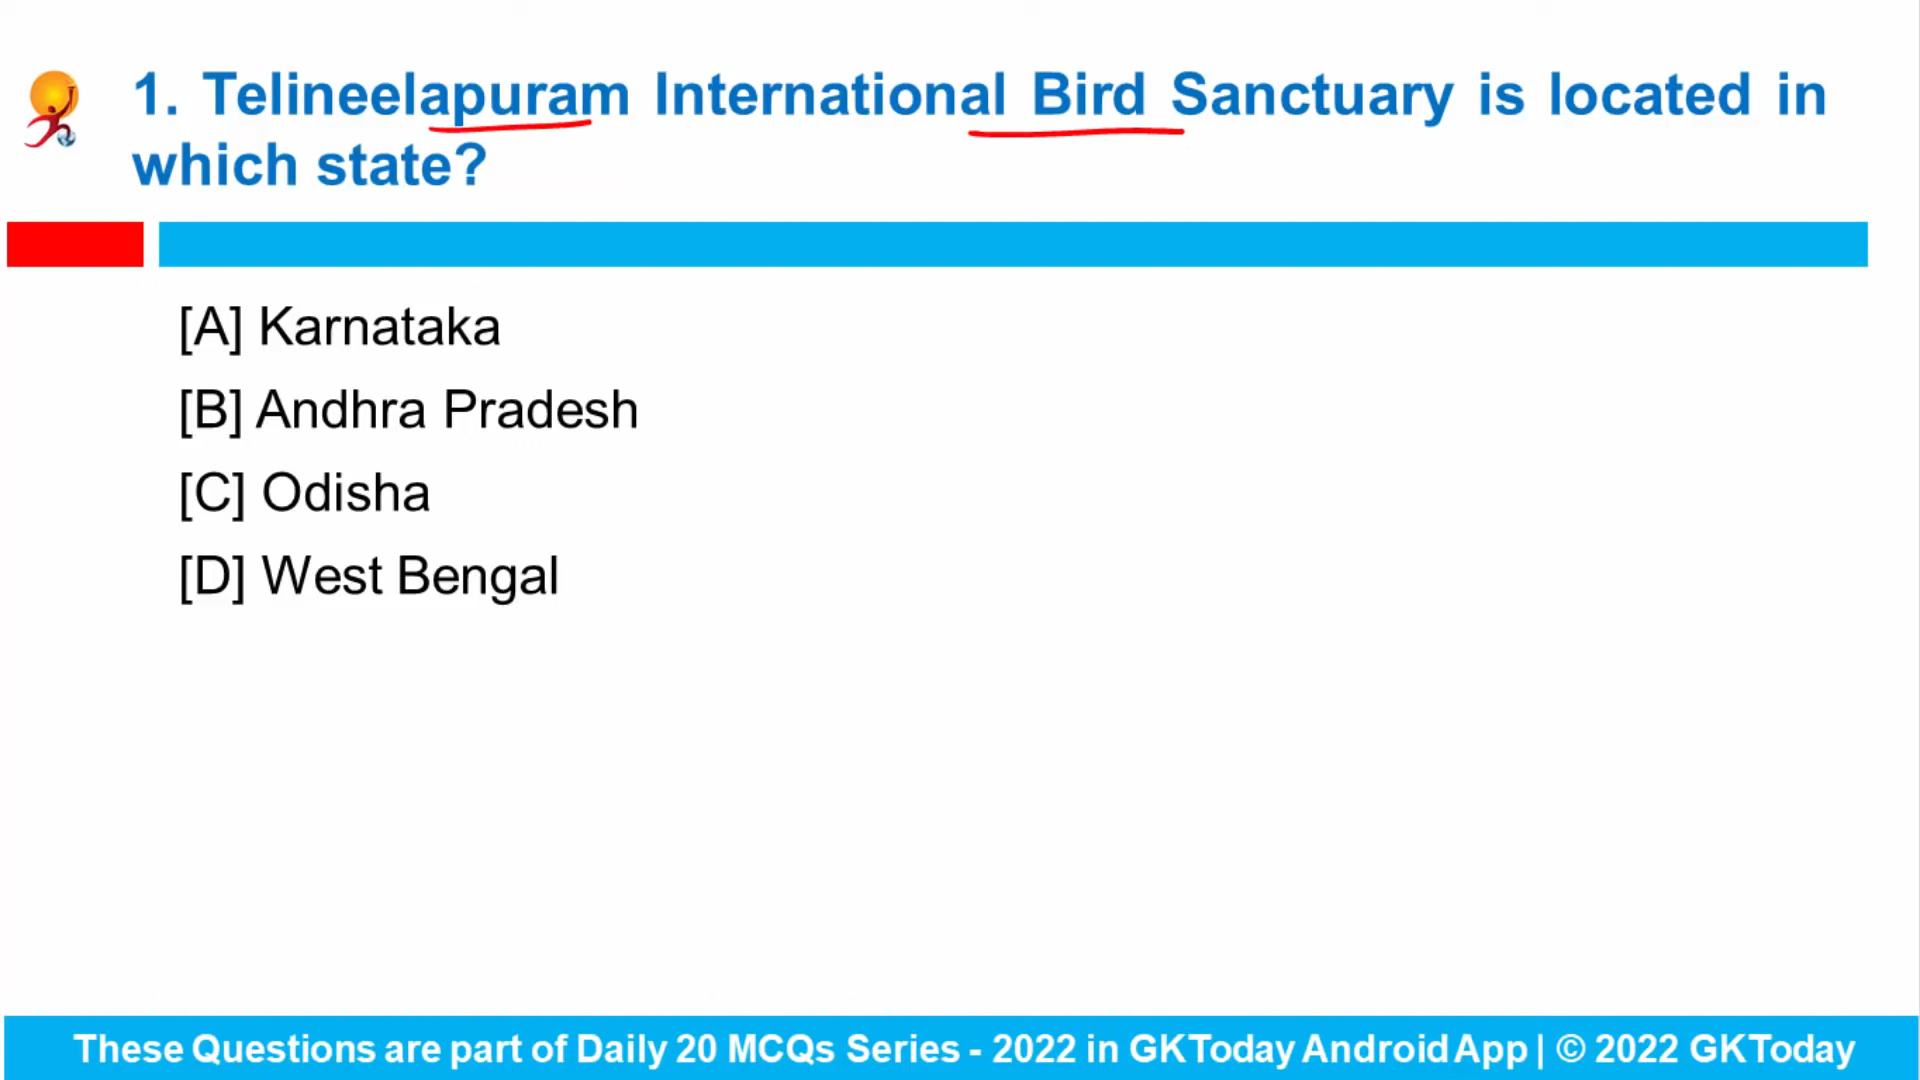 1. Telineelapuram International Bird Sanctuary is located in
which state?
[A] Karnataka
[B] Andhra Pradesh
[C] Odisha
[D] West Bengal
These Questions are part of Daily 20 MCQs Series - 2022 in GKToday Android App | © 2022 GKToday